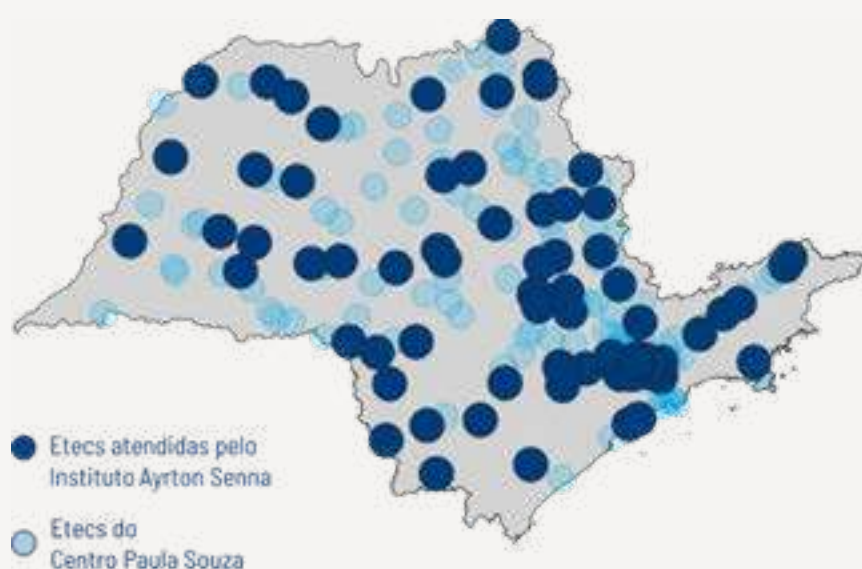 Etecs atendidas pelo
Instituto Ayrton Senna
Etecs do
Centro Paula Souza